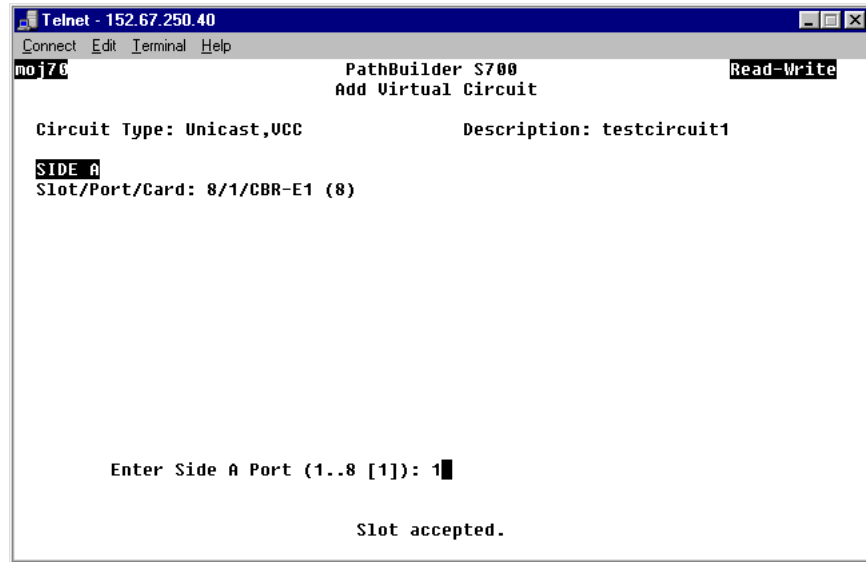 Telnet - 152.67.250.40
Connect Edit Terminal Help
moj70 PathBuilder S700 Read-Write
Add Virtual Circuit
Circuit Type: Unicast,VCC Description: testcircuit1
SIDE A
Slot/Port/Card: 8/1/CBR-E1 (8)
Enter Side A Port (1..8 [1]): 1
Slot accepted.